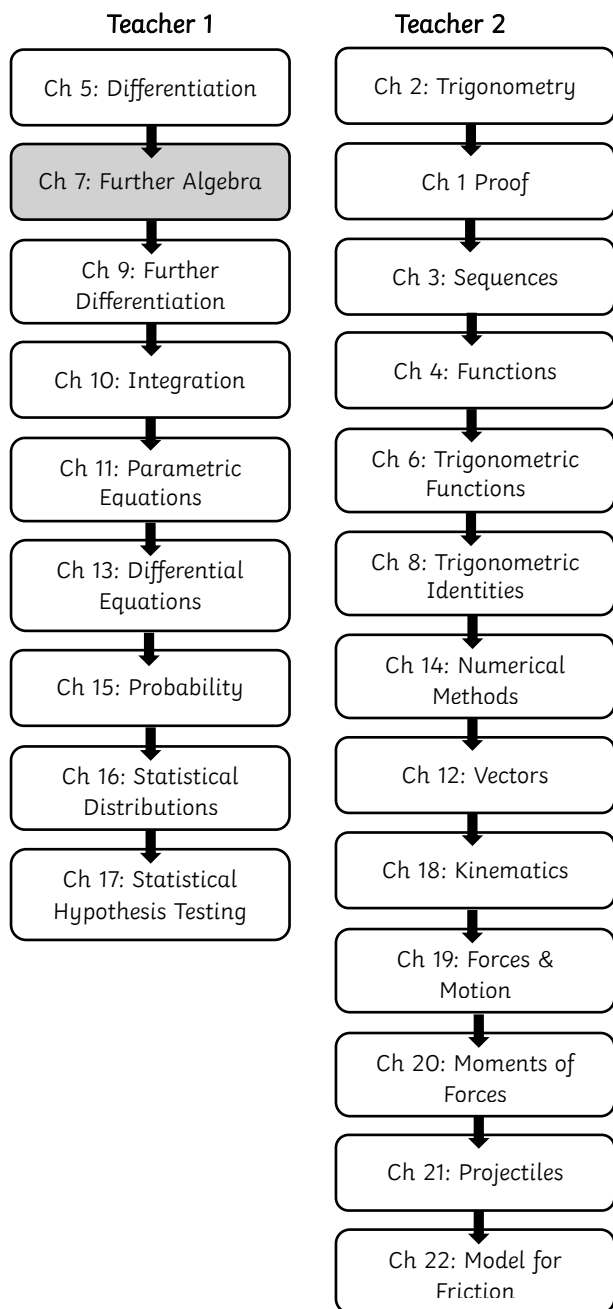 Teacher 1
Ch 5: Differentiation
Ch 7: Further Algebra
Ch 9: Further
Differentiation
Ch 10: Integration
Ch 11: Parametric
Equations
Ch 13: Differential
Equations
Ch 15: Probability
Ch 16: Statistical
Distributions
Ch 17: Statistical
Hypothesis Testing
Teacher 2
Ch 2: Trigonometry
Ch 1 Proof
Ch 3: Sequences
Ch 4: Functions
Ch 6: Trigonometric
Functions
Ch 8: Trigonometric
Identities
Ch 14: Numerical
Methods
Ch 12: Vectors
Ch 18: Kinematics
Ch 19: Forces &
Motion
Ch 20: Moments of
Forces
Ch 21: Projectiles
Ch 22: Model for
Friction